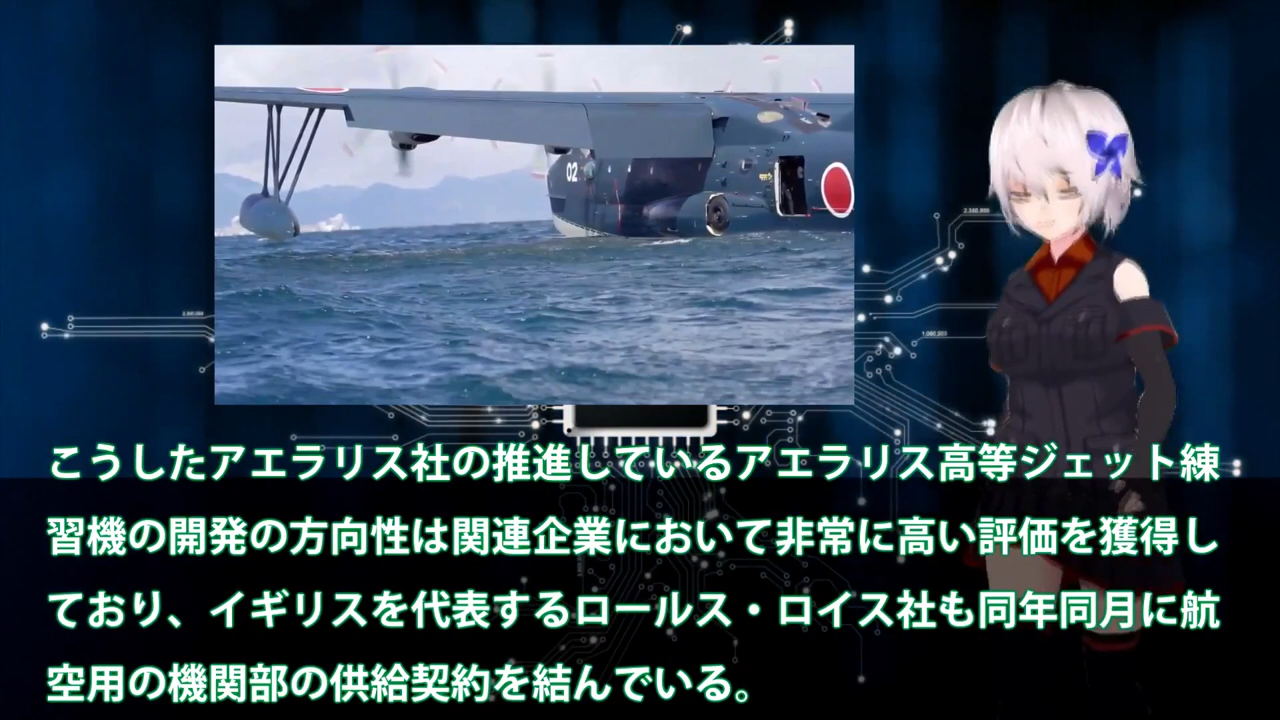 02
2,380,999
こうしたアエラリス社の推進しているアエラリス高等ジェット練
習機の開発の方向性は関連企業において非常に高い評価を獲得し
ており、イギリスを代表するロールス・ロイス社も同年同月に航
空用の機関部の供給契約を結んでいる。